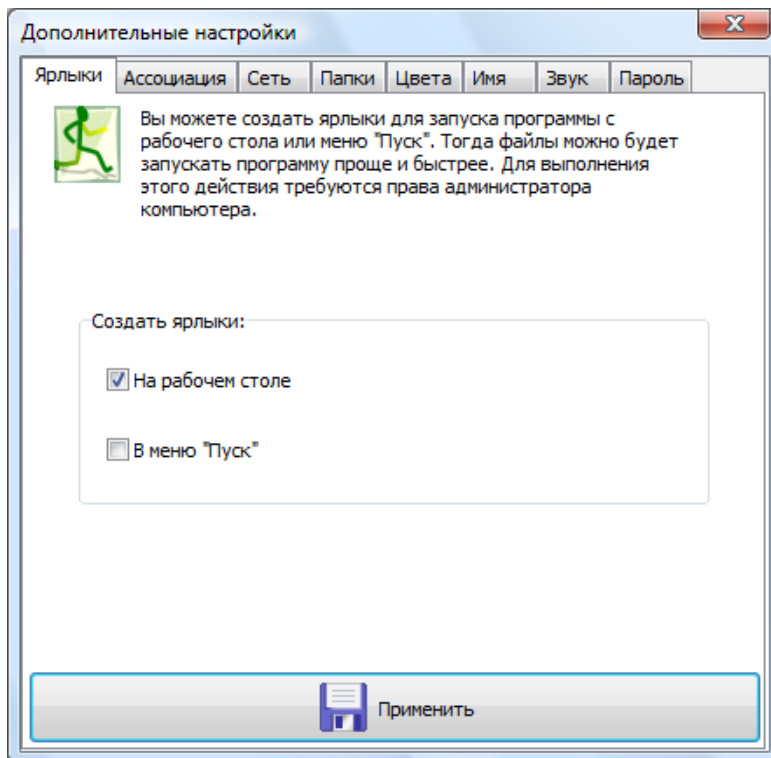 Дополнительные настройки
Ярлыки Ассоциация Сеть Папки Цвета Имя Звук Пароль
Вы можете создать ярлыки для запуска программы с
рабочего стола или меню "Пуск". Тогда файлы можно будет
запускать программу проще и быстрее. Для выполнения
этого действия требуются права администратора
компьютера.
Создать ярлыки:
На рабочем столе
В меню "Пуск"
Применить